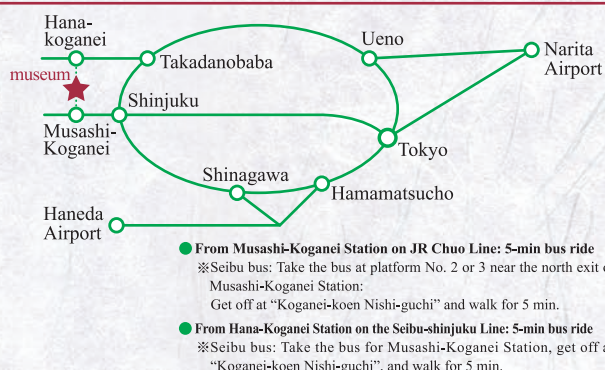 Hana-
koganei
Ueno
Narita
Airport
Takadanobaba
museum
Shinjuku
Musashi-
Koganei
Tokyo
Shinagawa
Hamamatsucho
Haneda
Airport
From Musashi-Koganei Station on JR Chuo Line: 5-min bus ride
※Seibu bus: Take the bus at platform No. 2 or 3 near the north exit
Musashi-Koganei Station:
Get off at “Koganei-koen Nishi-guchi” and walk for 5 min.
From Hana-Koganei Station on the Seibu-shinjuku Line: 5-min bus ride
※Seibu bus: Take the bus for Musashi-Koganei Station, get off
“Koganei-koen Nishi-guchi”, and walk for 5 min.